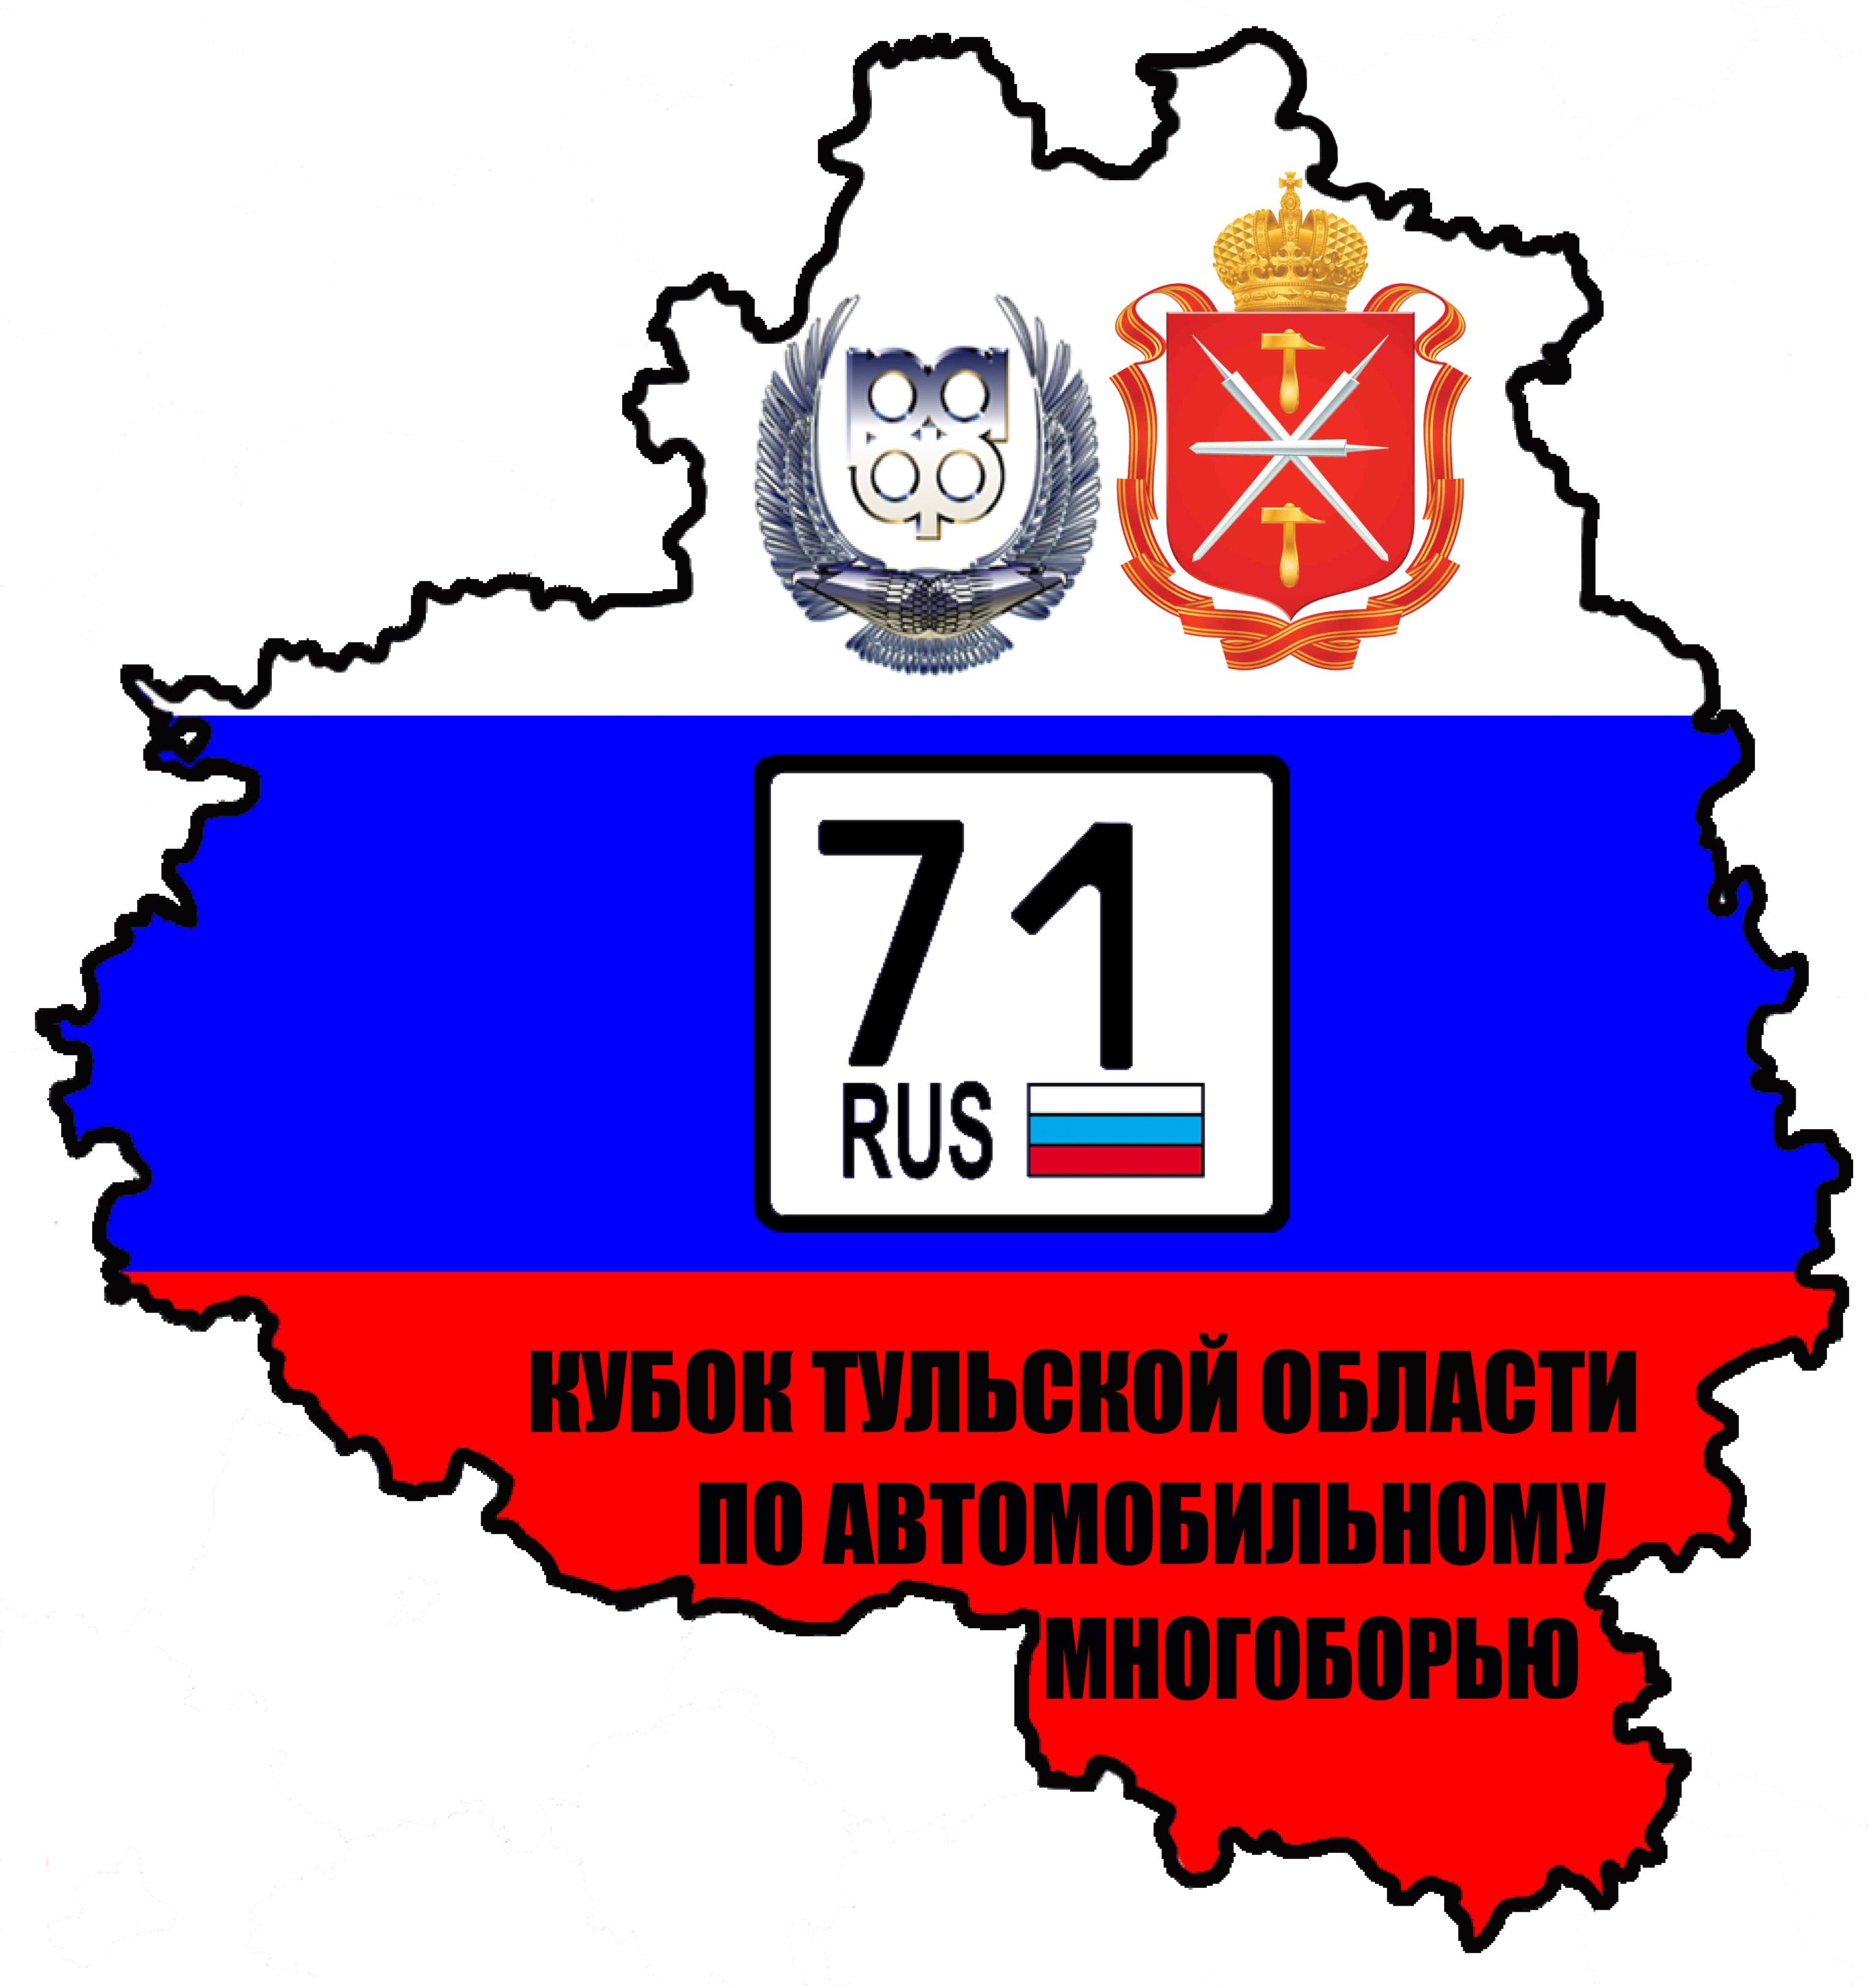 71
RUS
КУБОК ТУЛЬСКОЙ ОБЛАСТИ
ПО АВТОМОБИЛЬНОМУ
МНОГОБОРЬЮ